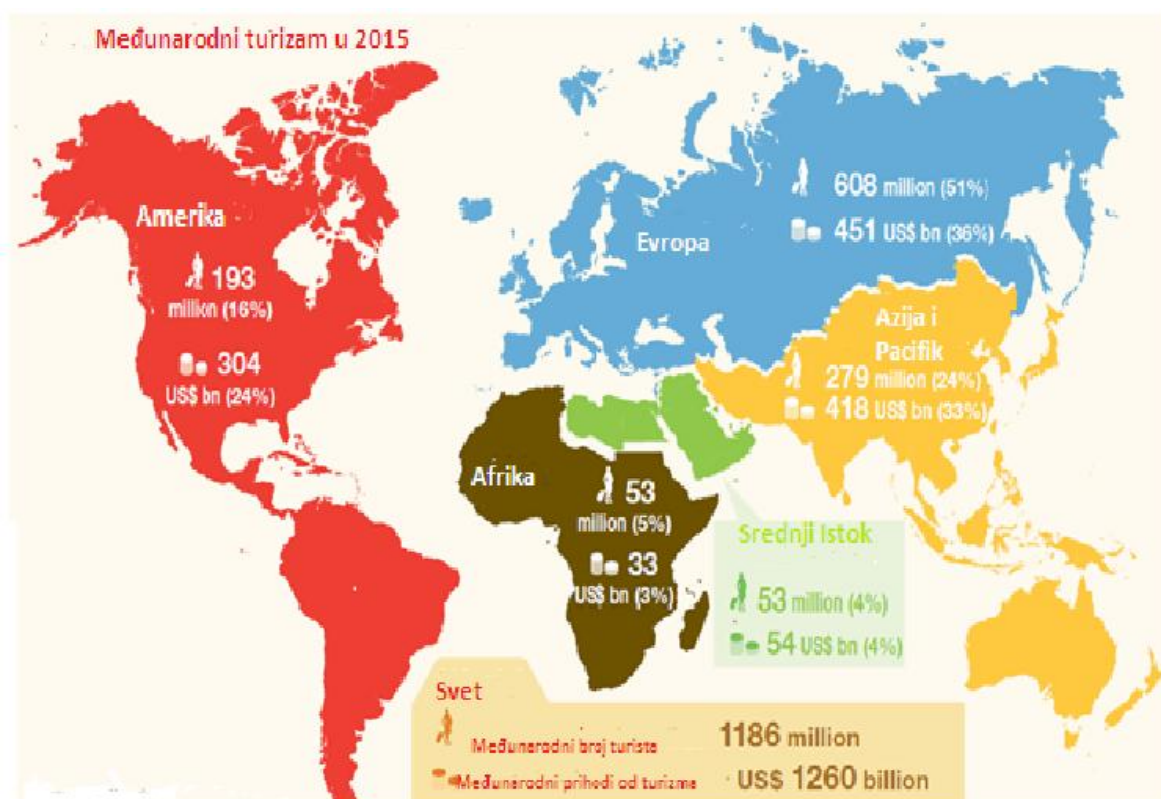 Međunarodni turizam u 2015
Amerika
193
million (16%)
304
US$ bn (24%)
Evropa
608 million (51%)
451 US$ bn (36%)
Azija i
Pacifik
279 million (24%)
418 US$ bn (33%)
Afrika
53
million (5%)
33
US$ bn (3%)
Srednji Istok
53 million (4%)
54 US$ bn (4%)
Svet
Međunarodni broj turista 1186 million
Međunarodni prihodi od turizma US$ 1260 billion